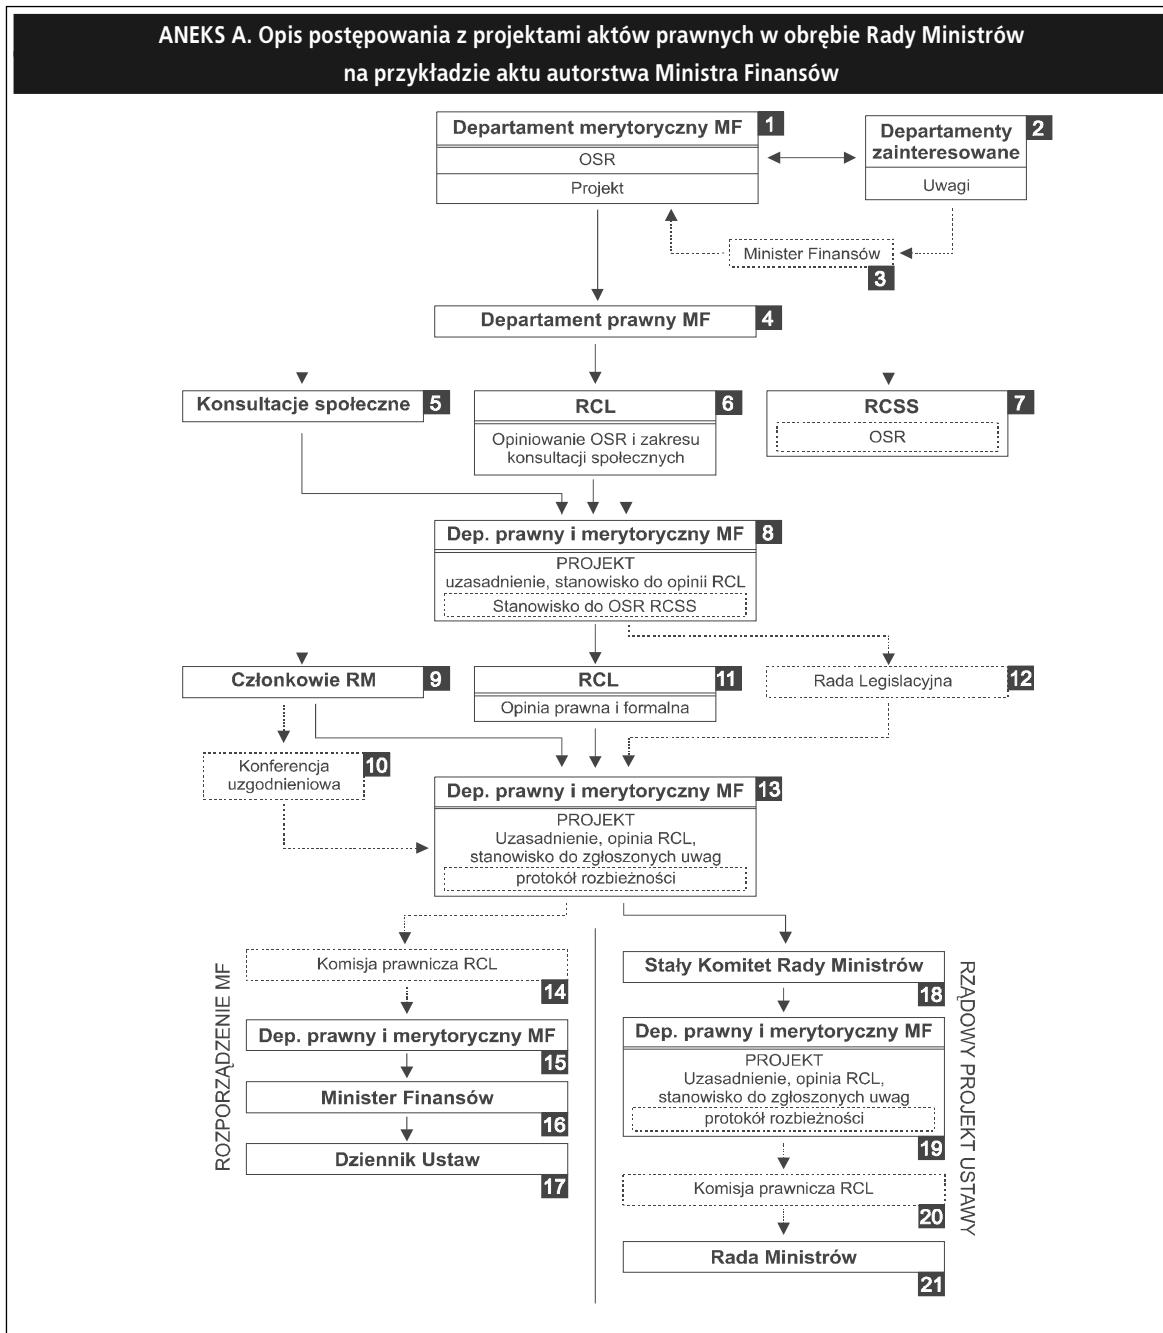 ANEKS A. Opis postępowania z projektami aktów prawnych w obrębie Rady Ministrów
na przykładzie aktu autorstwa Ministra Finansów
Departament merytoryczny MF
1
OSR
Projekt
Departamenty
zainteresowane
2
Uwagi
Minister Finansów
3
Departament prawny MF
4
Konsultacje społeczne
5
RCL
6
Opiniowanie OSR i zakresu
konsultacji społecznych
RCSS
7
OSR
Dep. prawny i merytoryczny MF
8
PROJEKT
uzasadnienie, stanowisko do opinii RCL
Stanowisko do OSR RCSS
Członkowie RM
9
Konferencja
uzgodnieniowa
10
RCL
11
Opinia prawna i formalna
Rada Legislacyjna
12
Dep. prawny i merytoryczny MF
13
PROJEKT
Uzasadnienie, opinia RCL,
stanowisko do zgłoszonych uwag
protokół rozbieżności
ROZPORZĄDZENIE MF
Komisja prawnicza RCL
14
Dep. prawny i merytoryczny MF
15
Minister Finansów
16
Dziennik Ustaw
17
RZĄDOWY PROJEKT USTAWY
Stały Komitet Rady Ministrów
18
Dep. prawny i merytoryczny MF
PROJEKT
Uzasadnienie, opinia RCL,
stanowisko do zgłoszonych uwag
protokół rozbieżności
19
Komisja prawnicza RCL
20
Rada Ministrów
21